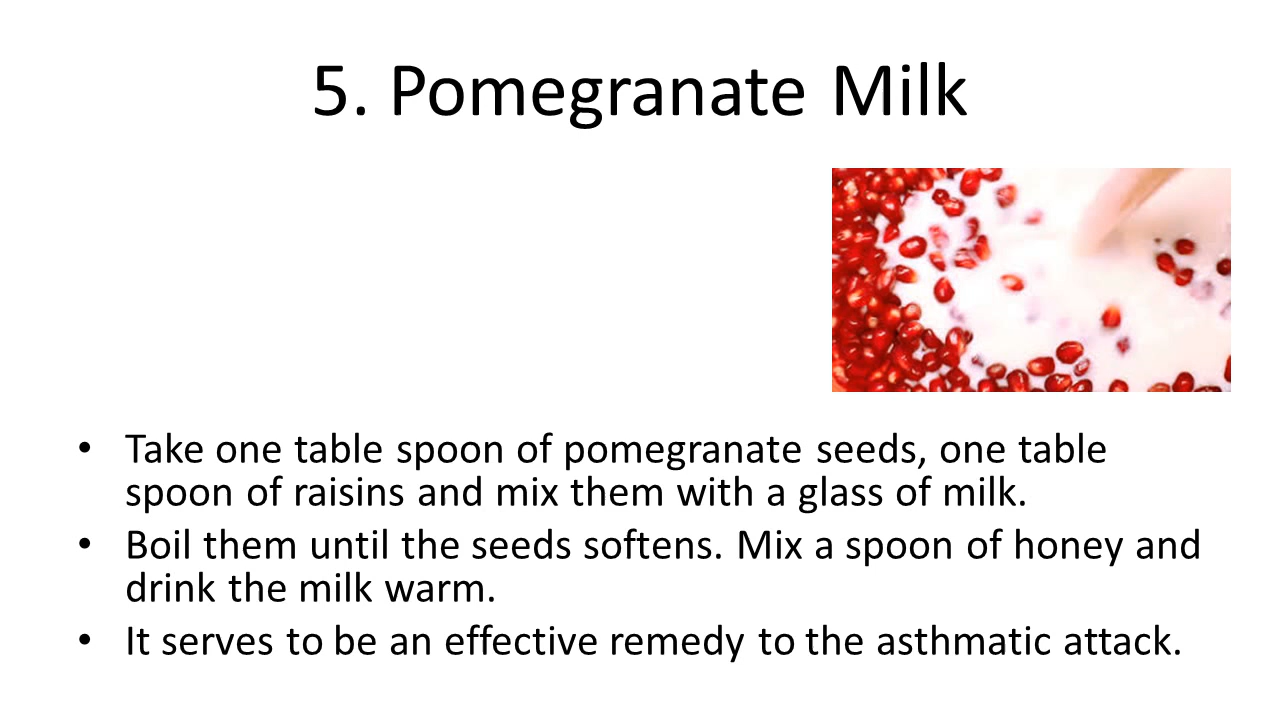 5. Pomegranate Milk
• Take one table spoon of pomegranate seeds, one table
spoon of raisins and mix them with a glass of milk.
• Boil them until the seeds softens. Mix a spoon of honey and
drink the milk warm.
• It serves to be an effective remedy to the asthmatic attack.